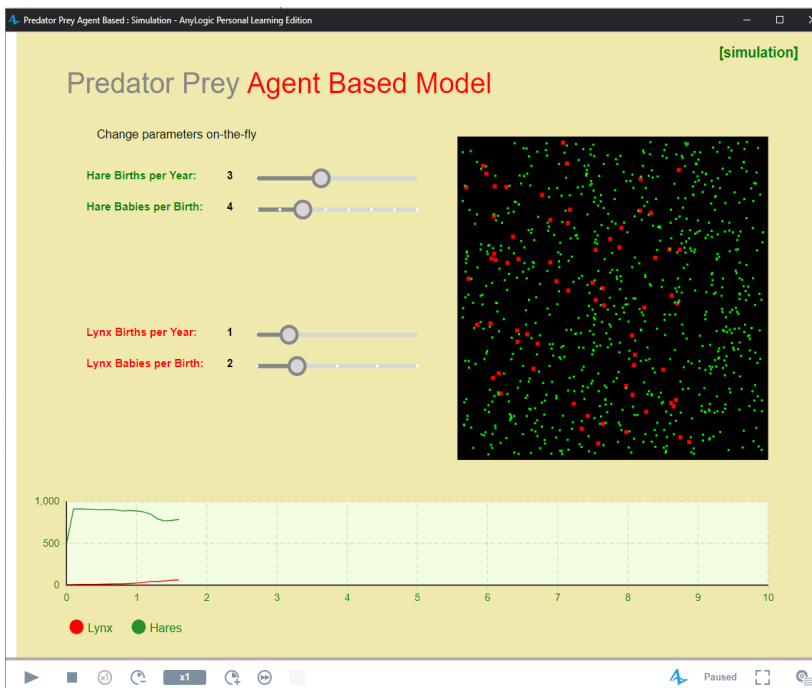 Predator Prey Agent Based : Simulation - AnyLogic Personal Learning Edition
[simulation]
Predator Prey Agent Based Model
Change parameters on-the-fly
Hare Births per Year: 3
Hare Babies per Birth: 4
Lynx Births per Year: 1
Lynx Babies per Birth: 2
1,000
500
0
0 1 2 3 4 5 6 7 8 9 10
Lynx Hares
x1 x1 Paused